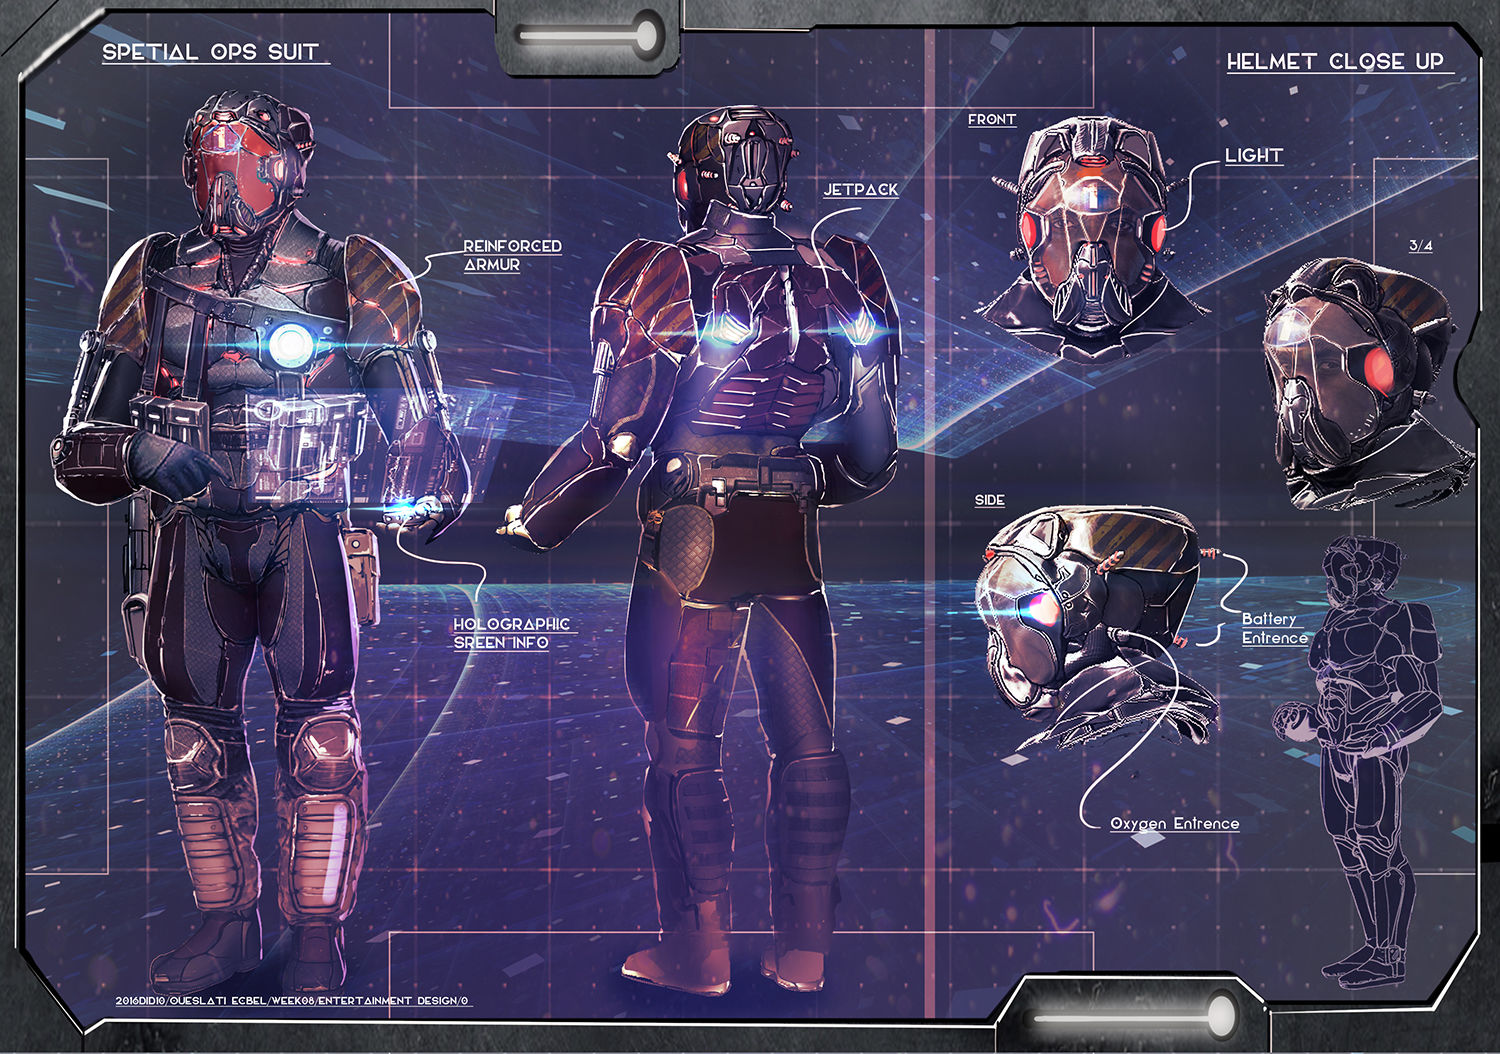 SPETIAL OPS SUIT
HELMET CLOSE UP
FRONT
LIGHT
JETPACK
REINFORCED
ARMUR
3/4
SIDE
HOLOGRAPHIC
SREEN INFO
Battery
Entrence
Oxygen Entrence
2016DID10/OUESLATI ECBEL/WEEK08/ENTERTAINMENT DESIGN/0